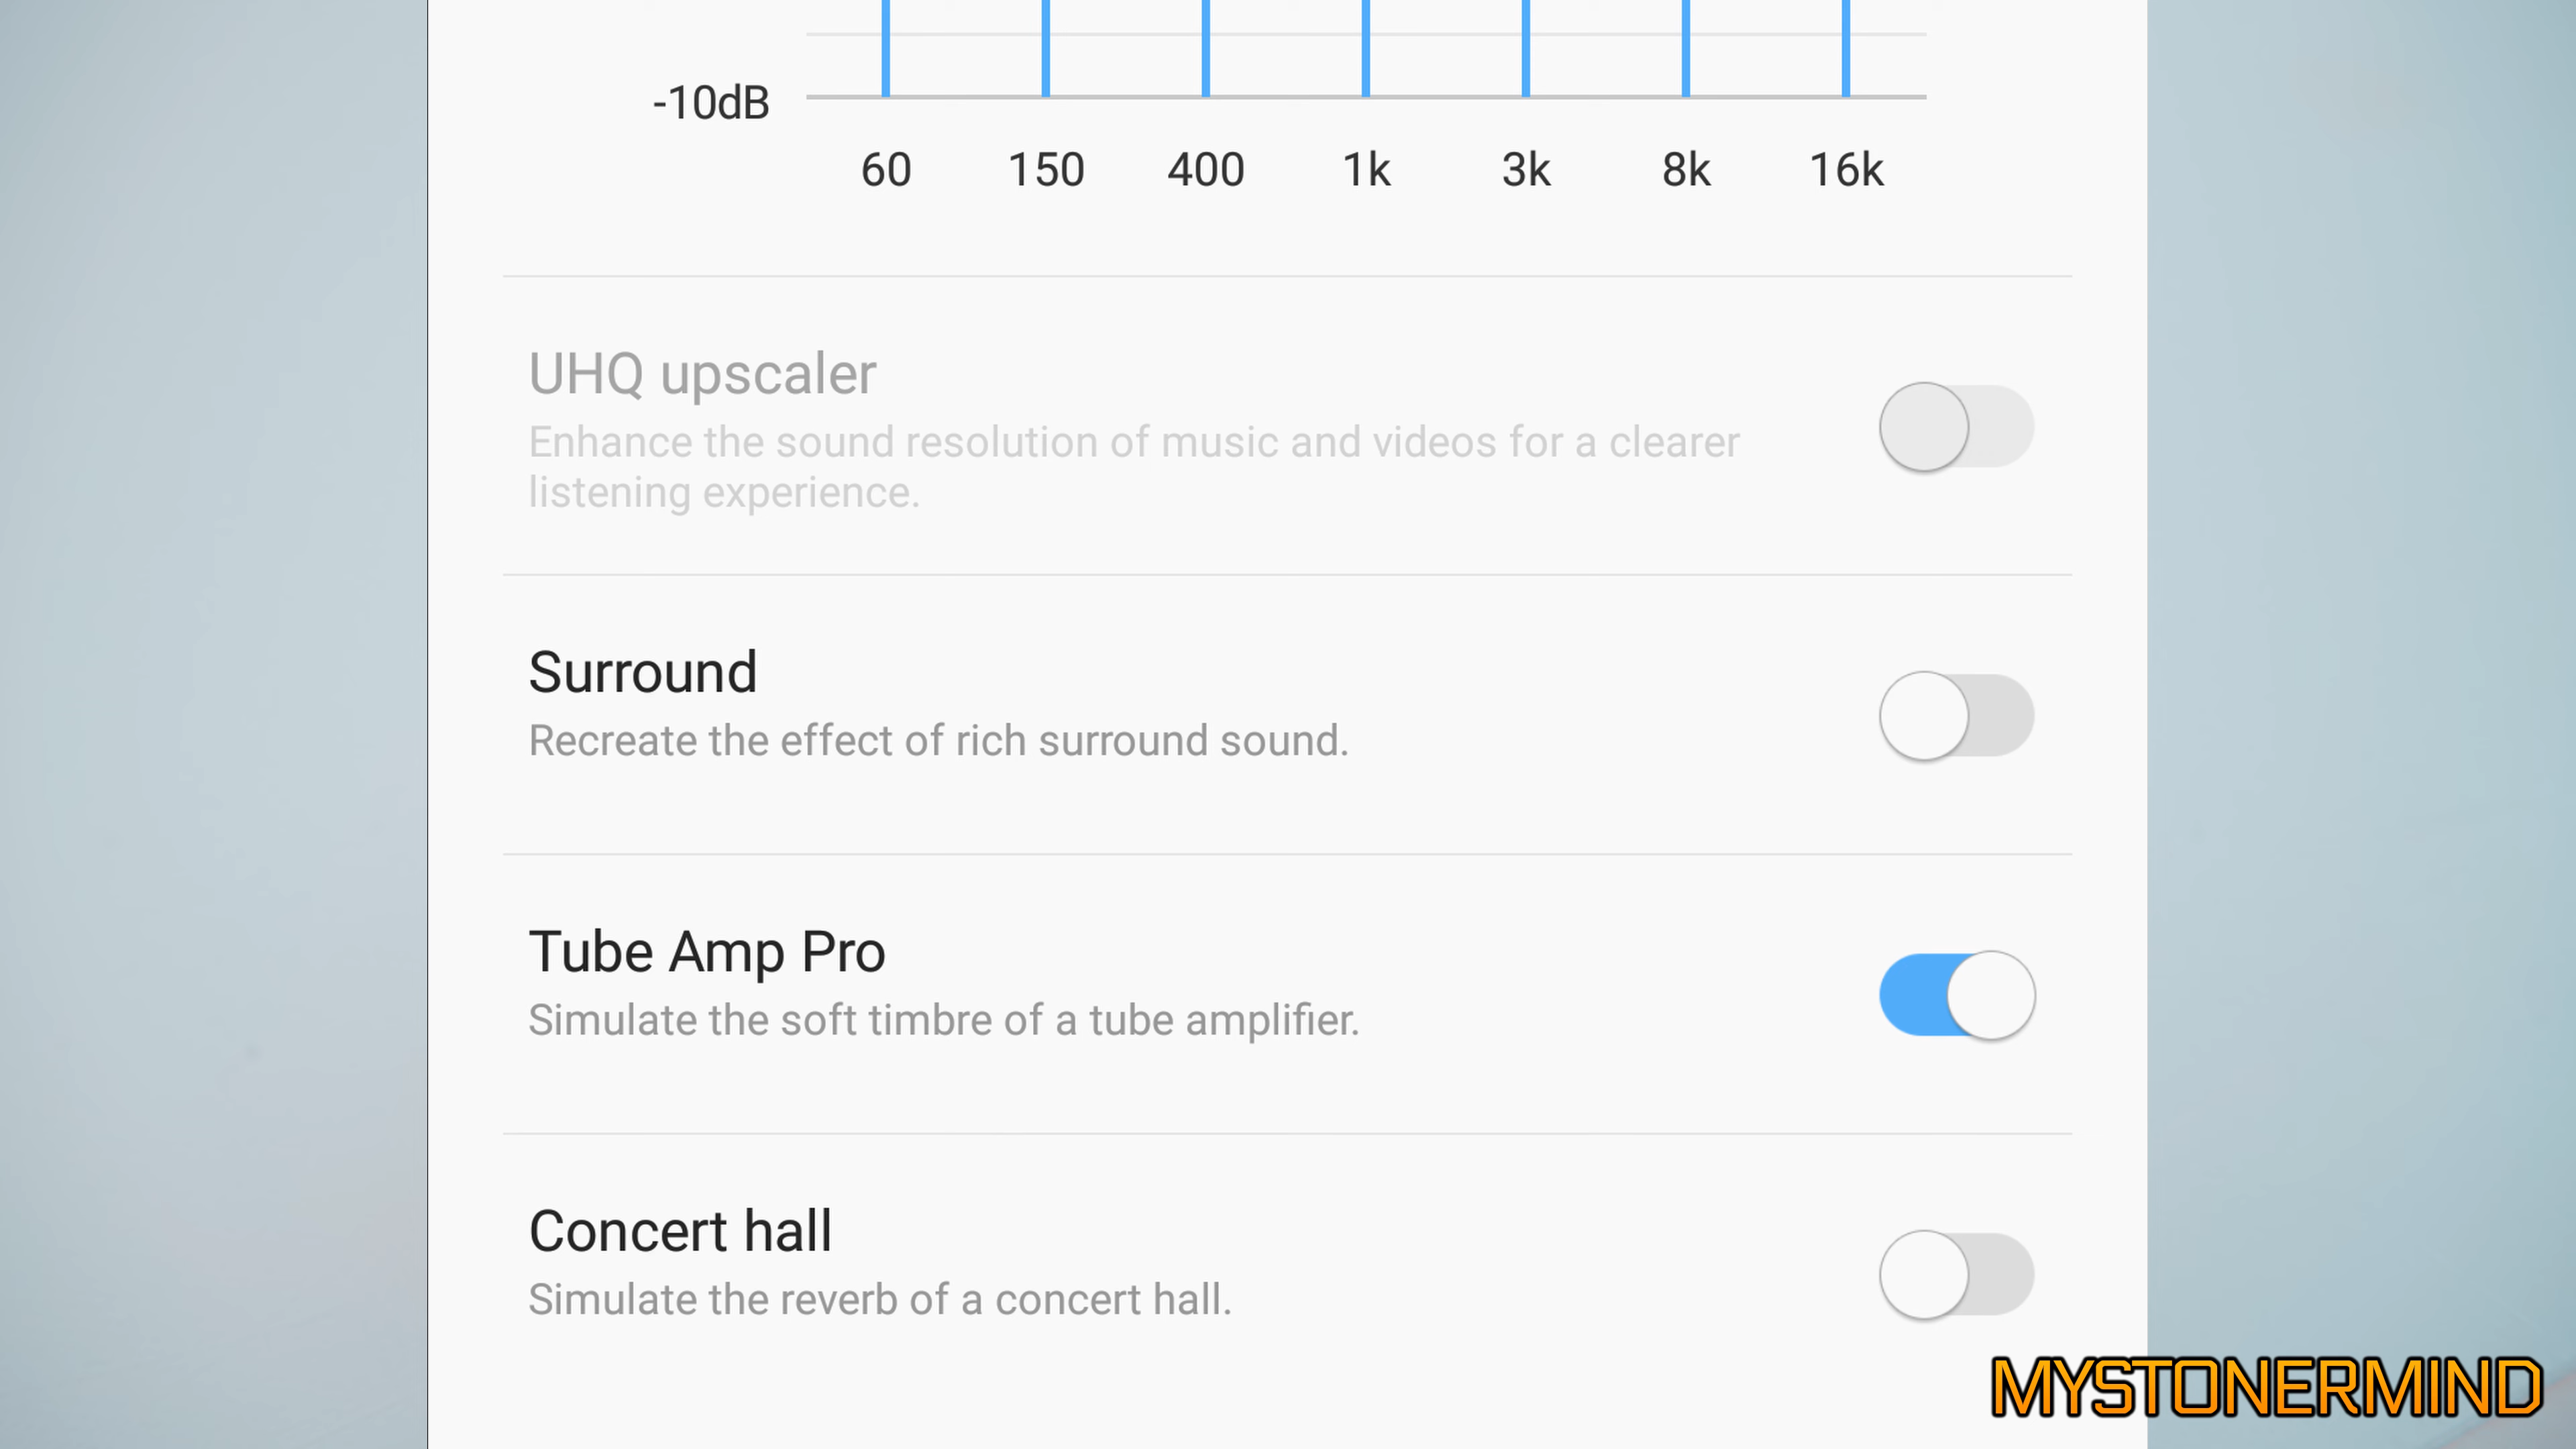 -10dB
60 150 400 1k 3k 8k 16k
UHQ upscaler
Enhance the sound resolution of music and videos for a clearer
listening experience.
Surround
Recreate the effect of rich surround sound.
Tube Amp Pro
Simulate the soft timbre of a tube amplifier.
Concert hall
Simulate the reverb of a concert hall.
MYSTONERMIND